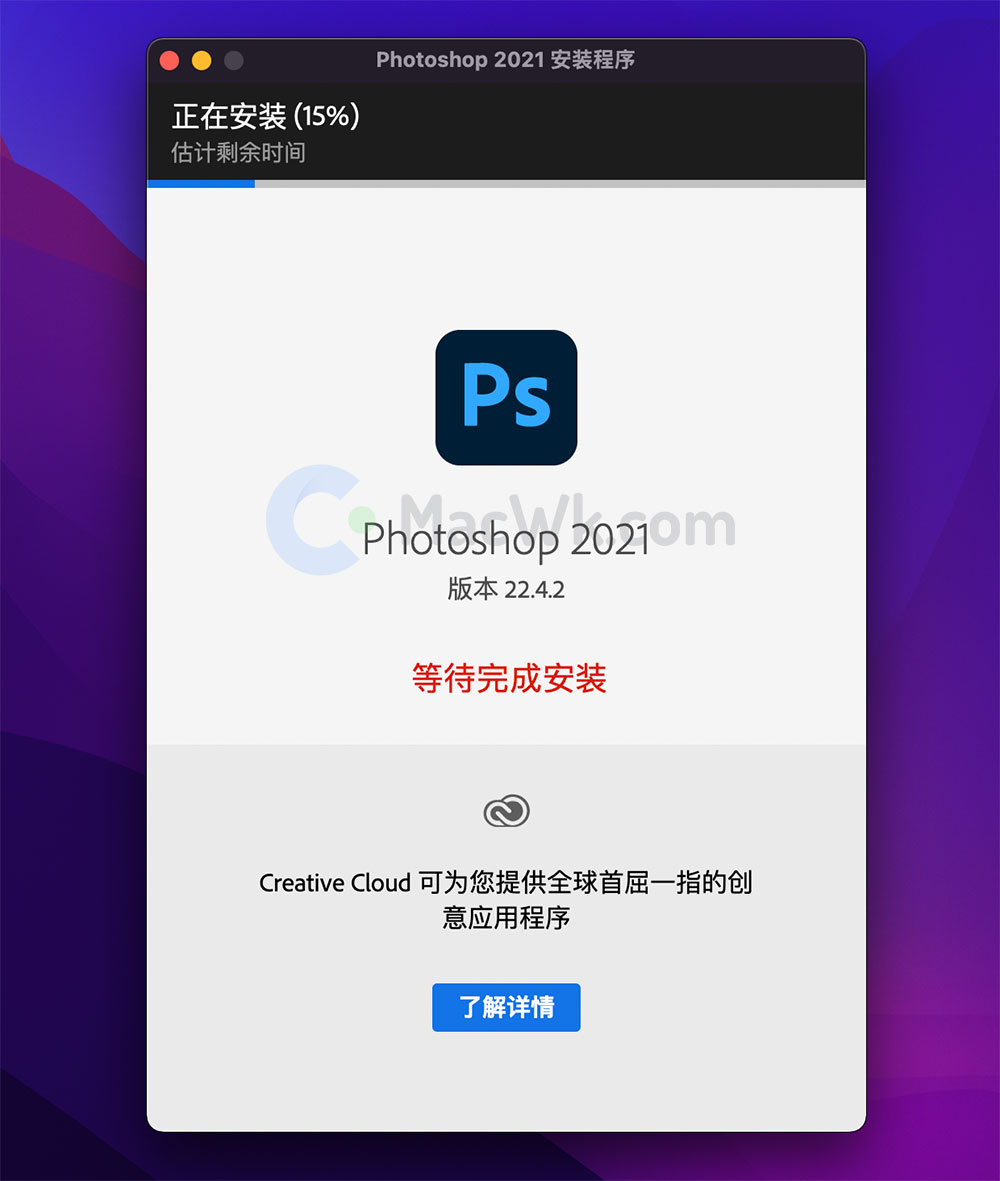 Photoshop 2021 安装程序
正在安装 (15%)
估计剩余时间
Ps
MacWk.com
Photoshop 2021
版本 22.4.2
等待完成安装
Creative Cloud 可为您提供全球首屈一指的创
意应用程序
了解详情